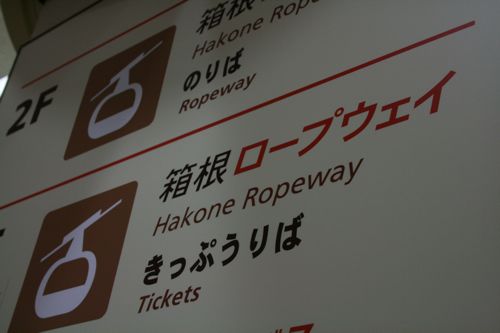 箱根
Hakone Rope
2F
のりば
Ropeway
箱根ロープウェイ
Hakone Ropeway
きっぷうりば
Tickets